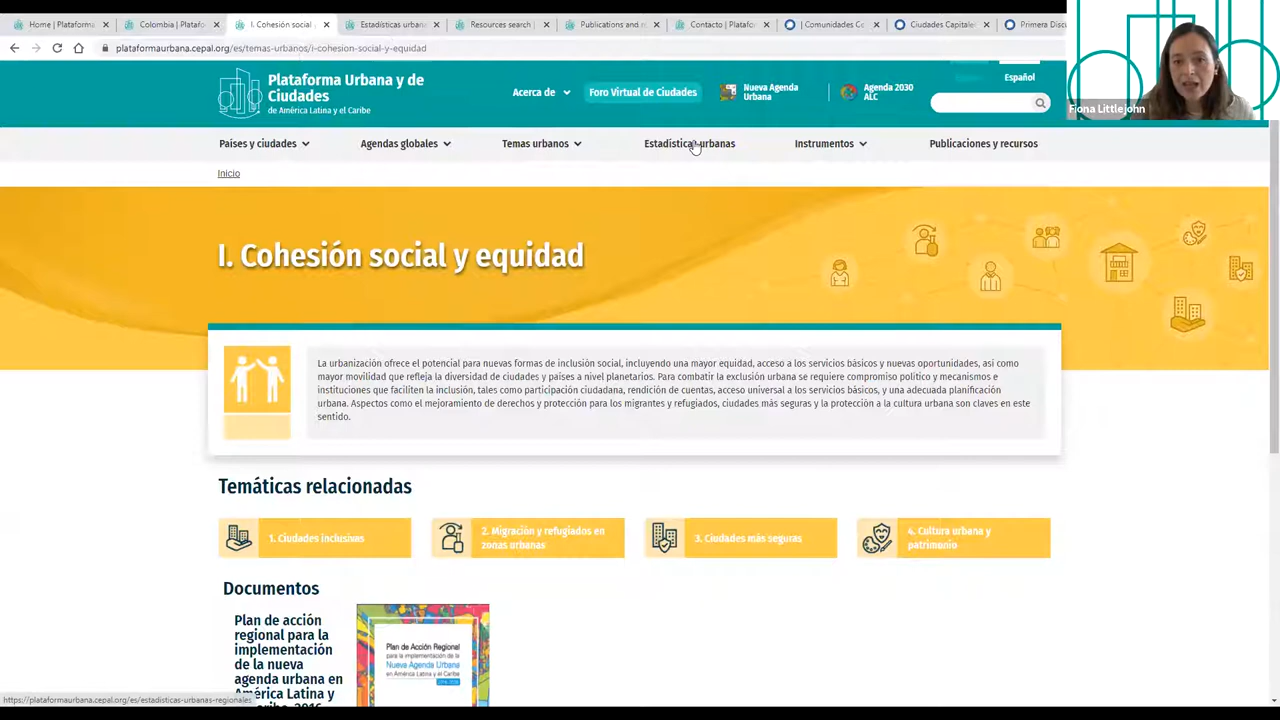 Home | Plataforma
Colombia | Platafo
I. Cohesión social
Estadísticas urban
Resources search |
Publications and r
Contacto | Platafo
| Comunidades C
Ciudades Capitale
Primera Dis
plataformaurbana.cepal.org/es/temas-urbanos/i-cohesion-social-y-equidad
Plataforma Urbana y de
Ciudades
de América Latina y el Caribe
Acerca de
Foro Virtual de Ciudades
Nueva Agenda
Urbana
Agenda 2030
ALC
Español
Fiona Littlejohn
Países y ciudades
Agendas globales
Temas urbanos
Estadísticas urbanas
Instrumentos
Publicaciones y recursos
Inicio
I. Cohesión social y equidad
La urbanización ofrece el potencial para nuevas formas de inclusión social, incluyendo una mayor equidad, acceso a los servicios básicos y nuevas oportunidades, asi como
mayor movilidad que refleja la diversidad de ciudades y países a nivel planetarios. Para combatir la exclusión urbana se requiere compromiso político y mecanismos e
instituciones que faciliten la inclusión, tales como participación ciudadana, rendición de cuentas, acceso universal a los servicios básicos, y una adecuada planificación
urbana. Aspectos como el mejoramiento de derechos y protección para los migrantes y refugiados, ciudades más seguras y la protección a la cultura urbana son claves en este
sentido.
Temáticas relacionadas
1. Ciudades inclusivas
2. Migración y refugiados en
zonas urbanas
3. Ciudades más seguras
4. Cultura urbana y
patrimonio
Documentos
Plan de acción
regional para la
implementación
de la nueva
agenda urbana en
América Latina y
Plan de Acción Regional
para la implementación de la
Nueva Agenda Urbana
en América Latina y el Caribe
https://plataformaurbana.cepal.org/es/estadisticas-urbanas-regionales